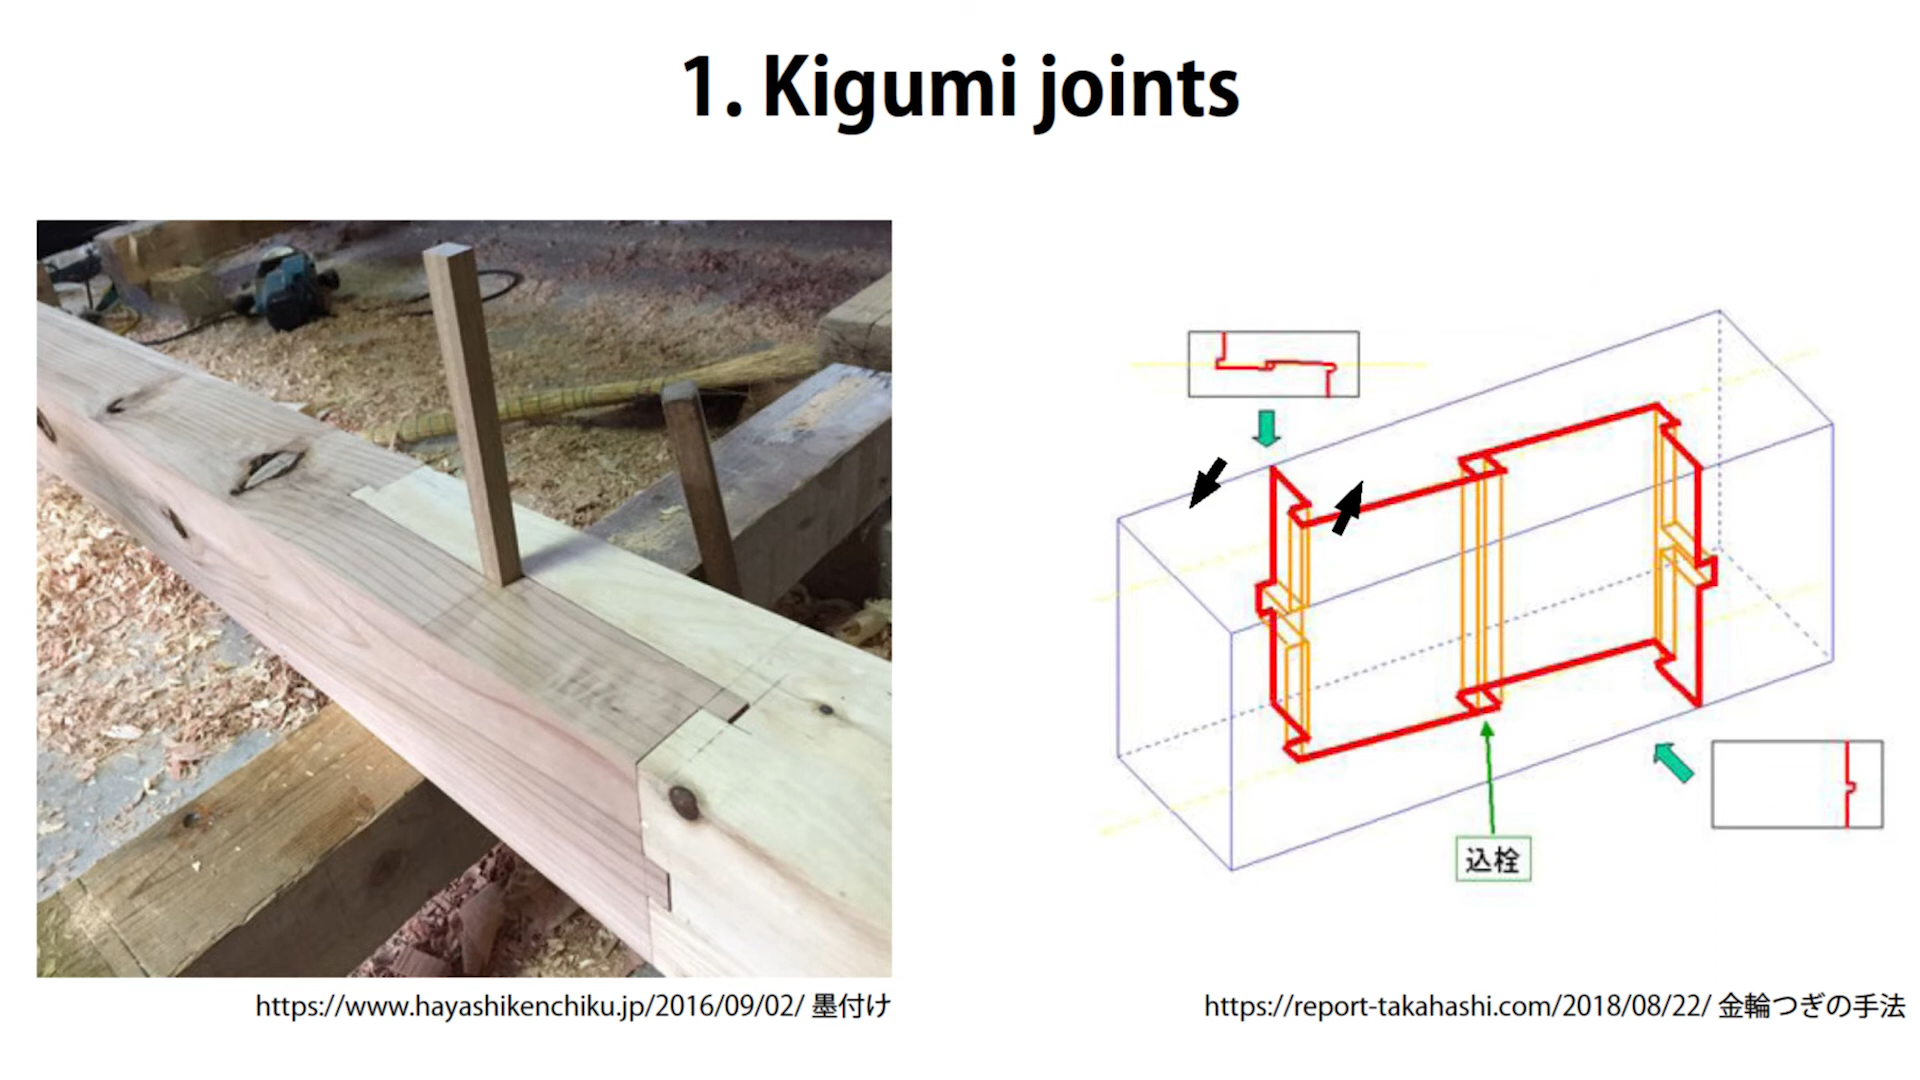 1. Kigumi joints
込栓
https://www.hayashikenchiku.jp/2016/09/02/ 墨付け
https://report-takahashi.com/2018/08/22/ 金輪つぎの手法